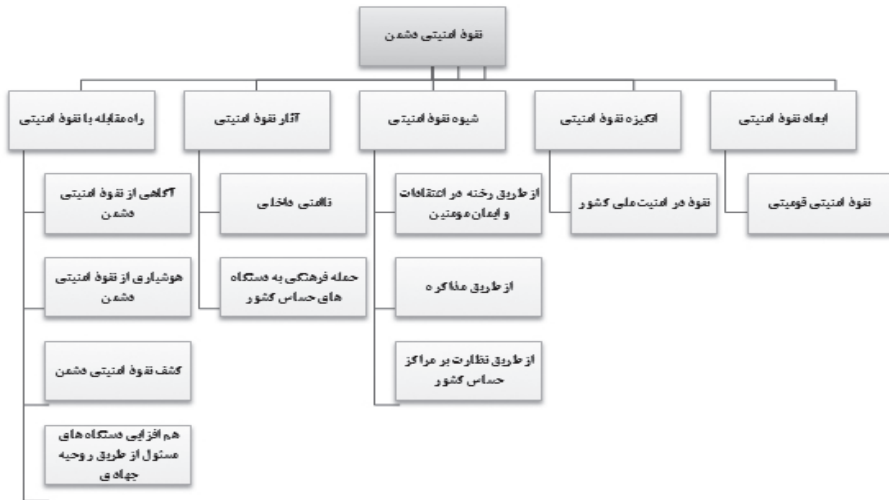 نفوذ امنیتی دشمن
ابعاد نفوذ امنیتی
نفوذ امنیتی قومیتی
انگیزه نفوذ امنیتی
نفوذ در امنیت ملی کشور
شیوه نفوذ امنیتی
از طریق رخنه در اعتقادات
و ایمان مومنین
از طریق مذاکره
از طریق نظارت بر مراکز
حساس کشور
آثار نفوذ امنیتی
ناامنی داخلی
حمله فرهنگی به دستگاه
های حساس کشور
راه مقابله با نفوذ امنیتی
آگاهی از نفوذ امنیتی
دشمن
هوشیاری از نفوذ امنیتی
دشمن
کشف نفوذ امنیتی دشمن
هم افزایی دستگاه های
مسئول از طریق روحیه
جهادی